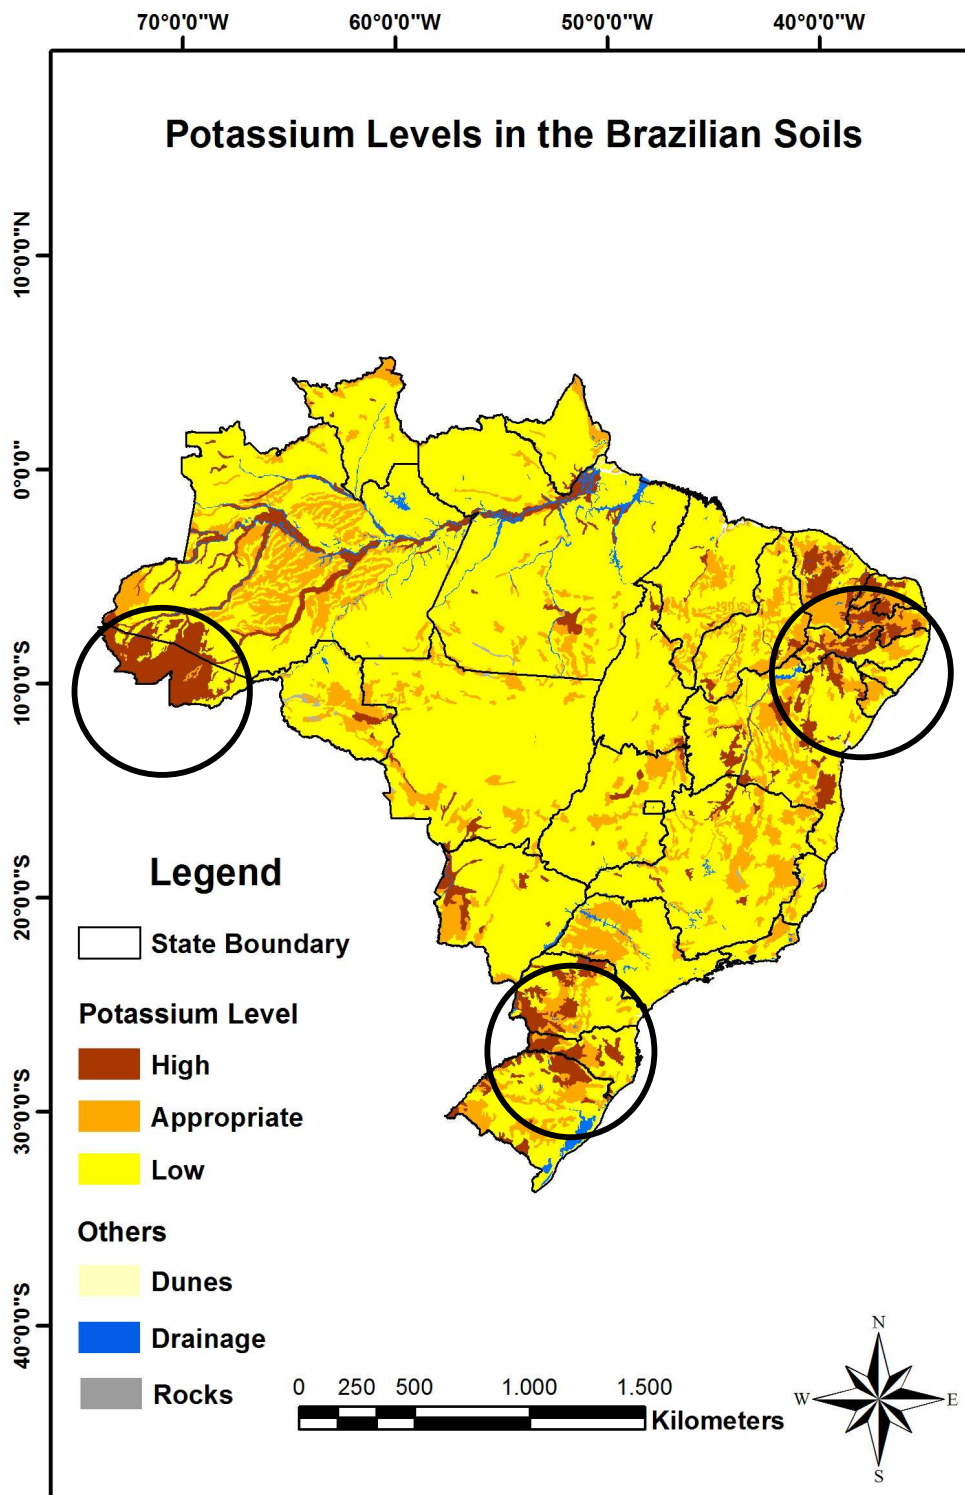 70°0'0"W 60°0'0"W 50°0'0"W 40°0'0"W
Potassium Levels in the Brazilian Soils
10°0'0"N
0°0'0"
10°0'0"S
20°0'0"S
30°0'0"S
40°0'0"S
Legend
State Boundary
Potassium Level
High
Appropriate
Low
Others
Dunes
Drainage
Rocks
0 250 500 1.000 1.500
Kilometers
N
W E
S